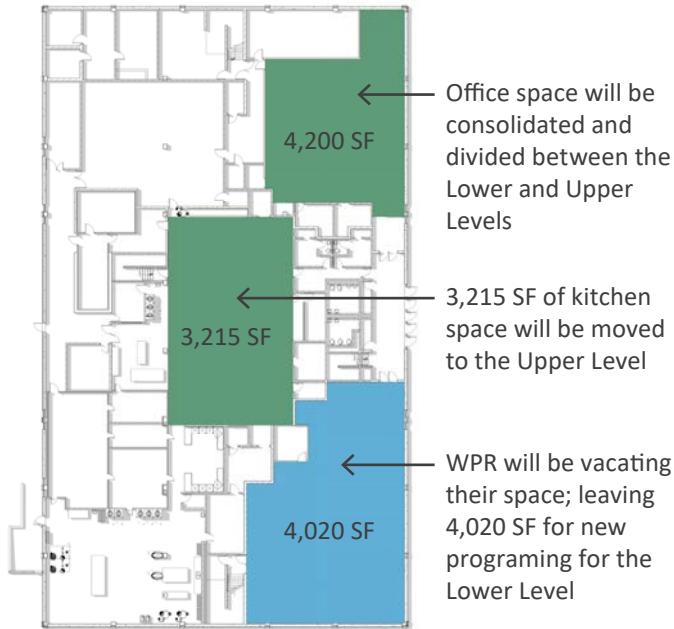 4,200 SF
Office space will be
consolidated and
divided between the
Lower and Upper
Levels
3,215 SF
3,215 SF of kitchen
space will be moved
to the Upper Level
4,020 SF
WPR will be vacating
their space; leaving
4,020 SF for new
programing for the
Lower Level